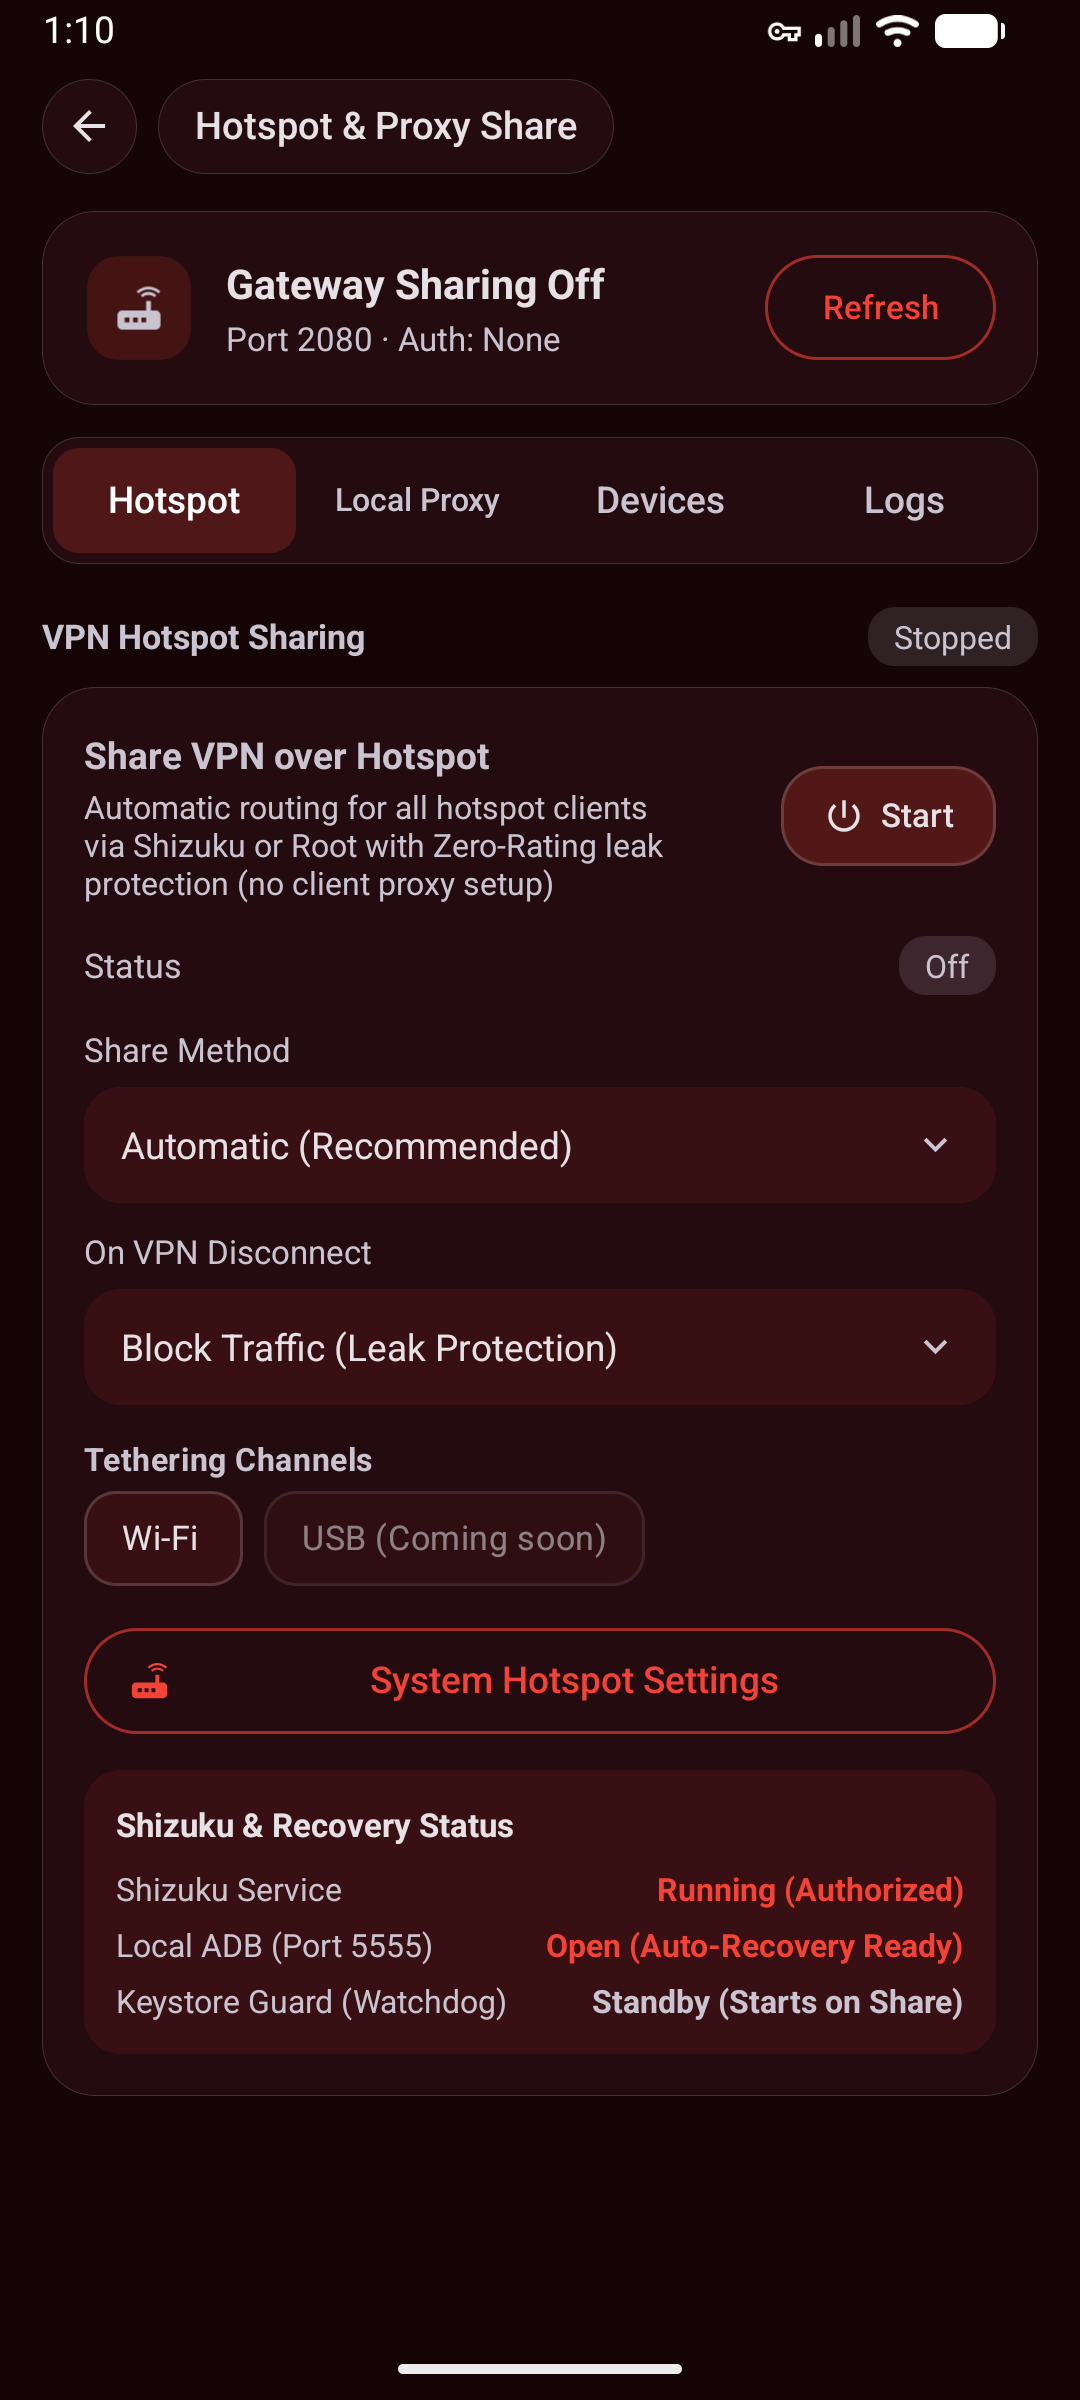 1:10
Hotspot & Proxy Share
Gateway Sharing Off
Port 2080 · Auth: None
Refresh
Hotspot
Local Proxy
Devices
Logs
VPN Hotspot Sharing
Stopped
Share VPN over Hotspot
Automatic routing for all hotspot clients
via Shizuku or Root with Zero-Rating leak
protection (no client proxy setup)
Start
Status
Off
Share Method
Automatic (Recommended)
On VPN Disconnect
Block Traffic (Leak Protection)
Tethering Channels
Wi-Fi
USB (Coming soon)
System Hotspot Settings
Shizuku & Recovery Status
Shizuku Service
Running (Authorized)
Local ADB (Port 5555)
Open (Auto-Recovery Ready)
Keystore Guard (Watchdog)
Standby (Starts on Share)